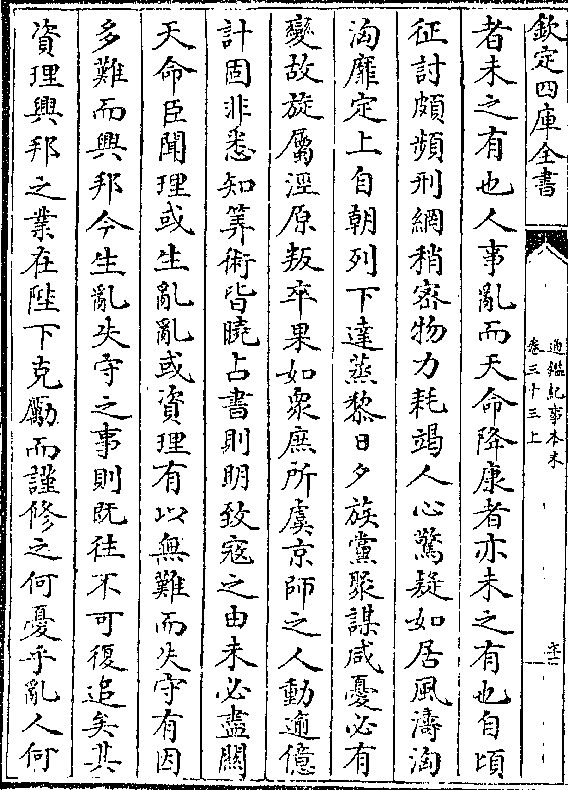 欽定四庫全書
通鑑紀事本末
卷三十三上
者未之有也人事亂而天命降康者亦未之有也自頃
征討頗頻刑網稍密物力耗竭人心驚疑如居風濤洶
洶靡定上自朝列下達蒸黎日夕族黨聚謀咸憂必有
變故旋屬涇原叛卒果如衆庶所虞京師之人動逾億
計固非悉知筭術皆曉占書則明致寇之由未必盡關
天命臣聞理或生亂亂或資理有以無難而失守有因
多難而興邦今生亂失守之事則既往不可復追矣其
資理興邦之業在陛下克勵而謹修之何憂乎亂人何